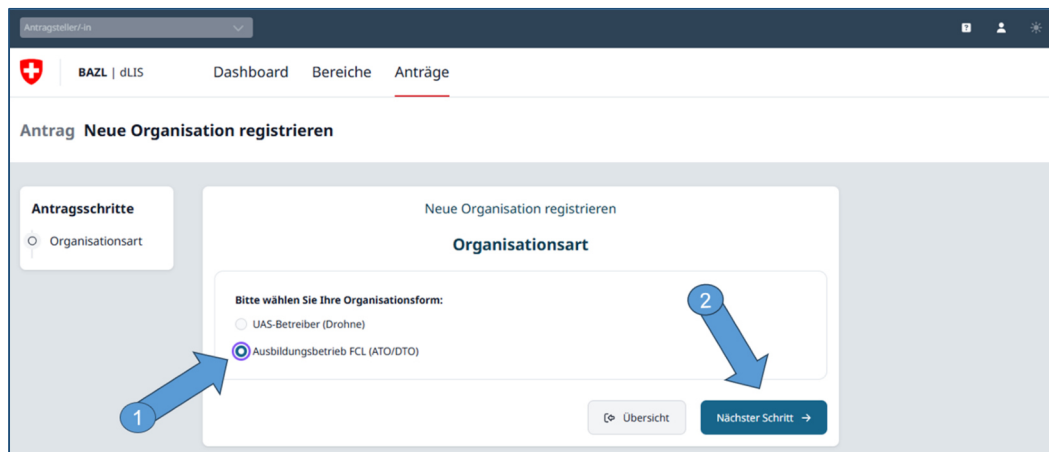 Antragsteller/-in
BAZL | dLIS
Dashboard Bereiche Anträge
Antrag Neue Organisation registrieren
Antragsschritte
Organisationsart
Neue Organisation registrieren
Organisationsart
Bitte wählen Sie Ihre Organisationsform:
UAS-Betreiber (Drohne)
Ausbildungsbetrieb FCL (ATO/DTO)
1
2
Übersicht
Nächster Schritt →